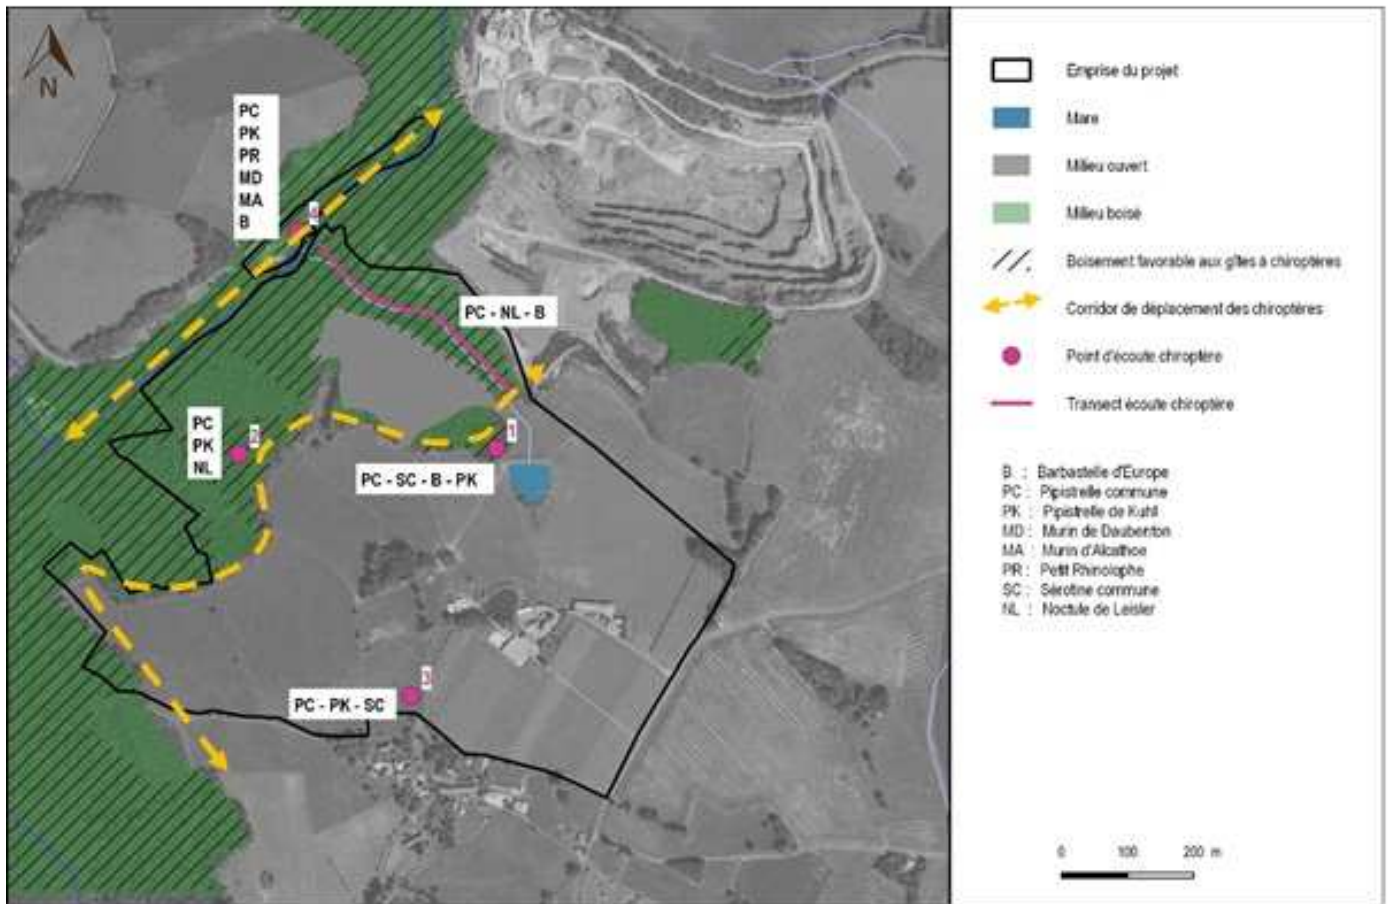 N
PC
PK
PR
MD
MA
B
4
PC - NL - B
PC
PK
NL
2
1
PC - SC - B - PK
3
PC - PK - SC
Emprise du projet
Mare
Milieu ouvert
Milieu boisé
Boisement favorable aux gîtes à chiroptères
Corridor de déplacement des chiroptères
Point d'écoute chiroptère
Transect écoute chiroptère
B : Barbastelle d'Europe
PC : Pipistrelle commune
PK : Pipistrelle de Kuhl
MD : Murin de Daubenton
MA : Murin d'Alcathoe
PR : Petit Rhinolophe
SC : Sérotine commune
NL : Noctule de Leisler
0 100 200 m